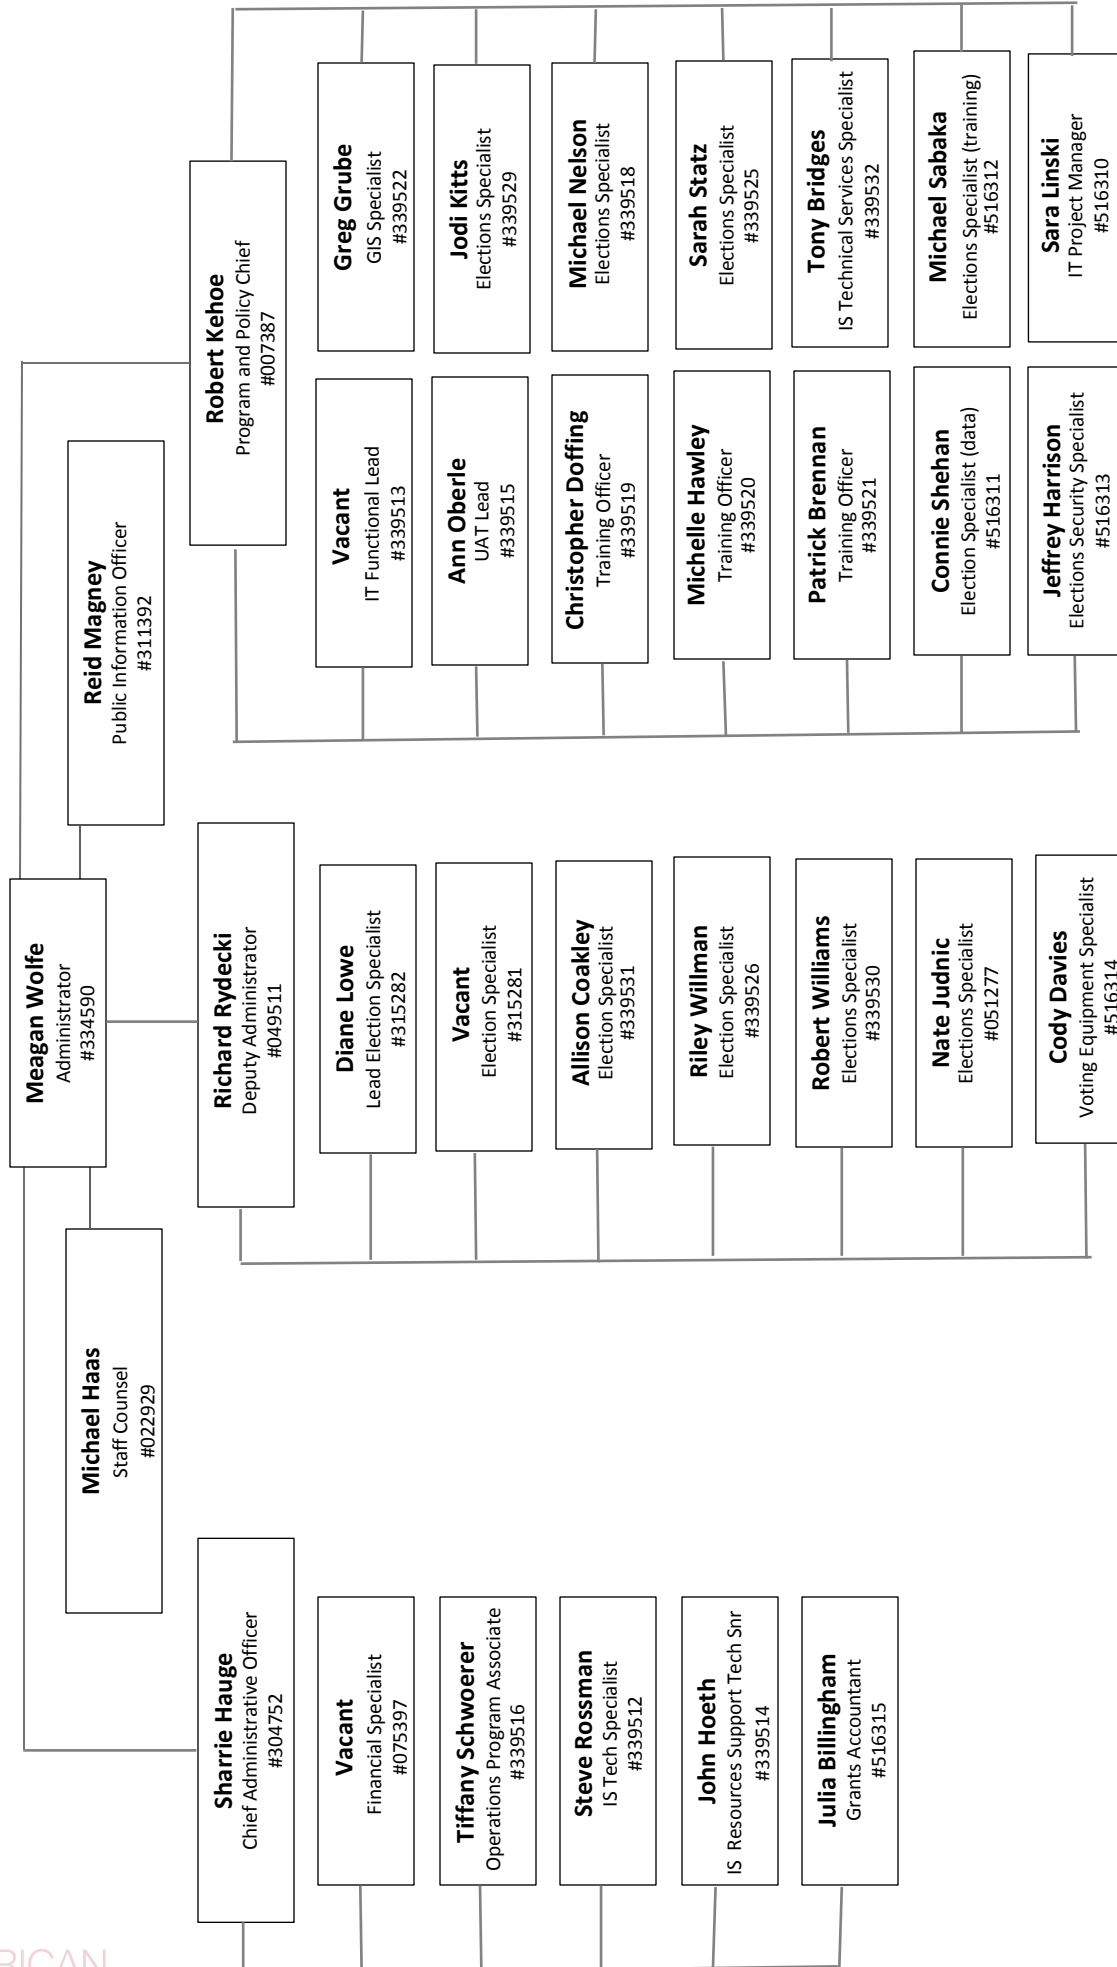 Meagan Wolfe
Administrator
#334590
Michael Haas
Staff Counsel
#022929
Reid Magney
Public Information Officer
#311392
Sharrie Hauge
Chief Administrative Officer
#304752
Richard Rydecki
Deputy Administrator
#049511
Robert Kehoe
Program and Policy Chief
#007387
Vacant
Financial Specialist
#075397
Tiffany Schwoerer
Operations Program Associate
#339516
Steve Rossman
IS Tech Specialist
#339512
John Hoeth
IS Resources Support Tech Snr
#339514
Julia Billingham
Grants Accountant
#516315
Diane Lowe
Lead Election Specialist
#315282
Vacant
Election Specialist
#315281
Allison Coakley
Election Specialist
#339531
Riley Willman
Election Specialist
#339526
Robert Williams
Elections Specialist
#339530
Nate Judnic
Elections Specialist
#051277
Cody Davies
Voting Equipment Specialist
#516314
Vacant
IT Functional Lead
#339513
Ann Oberle
UAT Lead
#339515
Christopher Doffing
Training Officer
#339519
Michelle Hawley
Training Officer
#339520
Patrick Brennan
Training Officer
#339521
Connie Shehan
Election Specialist (data)
#516311
Jeffrey Harrison
Elections Security Specialist
#516313
Greg Grube
GIS Specialist
#339522
Jodi Kitts
Elections Specialist
#339529
Michael Nelson
Elections Specialist
#339518
Sarah Statz
Elections Specialist
#339525
Tony Bridges
IS Technical Services Specialist
#339532
Michael Sabaka
Elections Specialist (training)
#516312
Sara Linski
IT Project Manager
#516310
RICAN